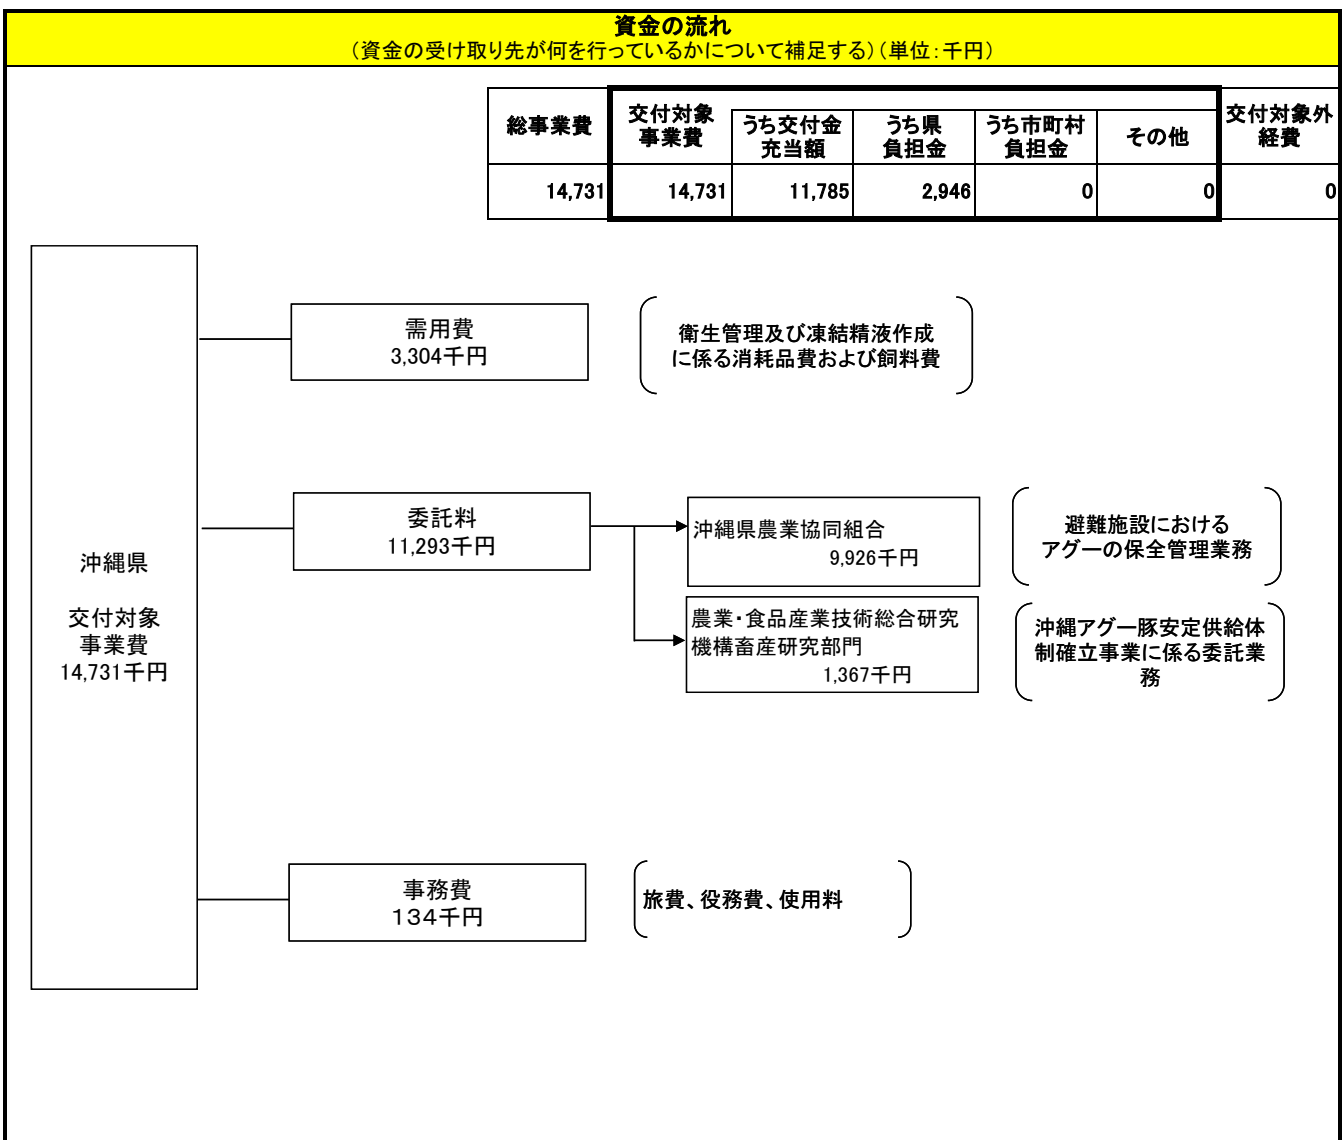 資金の流れ
（資金の受け取り先が何を行っているかについて補足する）（単位：千円）
総事業費
交付対象
事業費
うち交付金
充当額
うち県
負担金
うち市町村
負担金
その他
交付対象外
経費
14,731
14,731
11,785
2,946
0
0
0
沖縄県
交付対象
事業費
14,731千円
需用費
3,304千円
衛生管理及び凍結精液作成
に係る消耗品費および飼料費
委託料
11,293千円
沖縄県農業協同組合
9,926千円
避難施設における
アグーの保全管理業務
農業・食品産業技術総合研究
機構畜産研究部門
1,367千円
沖縄アグー豚安定供給体
制確立事業に係る委託業
務
事務費
１３４千円
旅費、役務費、使用料